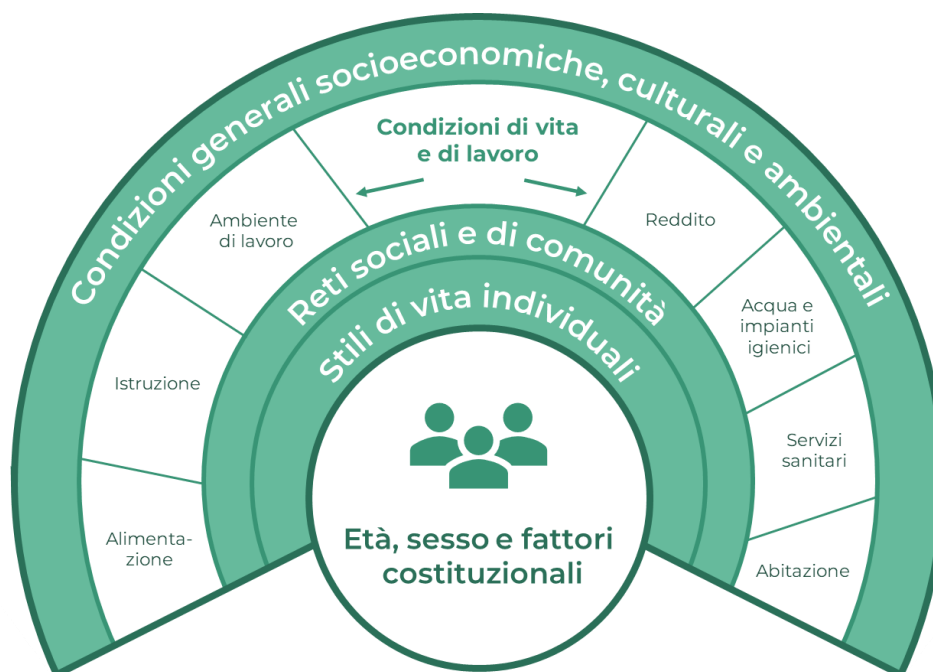 Condizioni generali socioeconomiche, culturali e ambientali
Condizioni di vita
e di lavoro
Ambiente
di lavoro
Reddito
Reti sociali e di comunità
Stili di vita individuali
Acqua e
impianti
igienici
Istruzione
Servizi
sanitari
Alimenta-
zione
Abitazione
Età, sesso e fattori
costituzionali